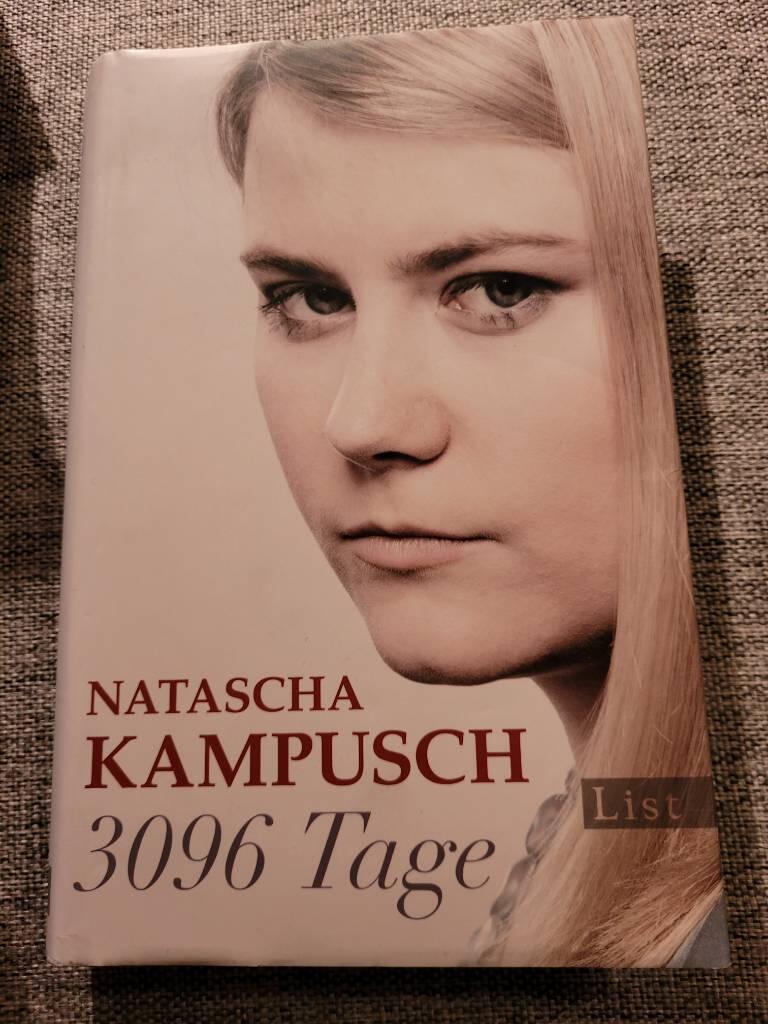 NATASCHA
KAMPUSCH
3096 Tage
List